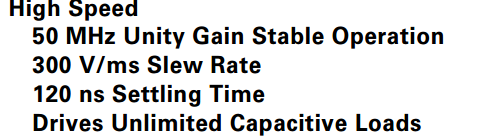 High Speed
50 MHz Unity Gain Stable Operation
300 V/ms Slew Rate
120 ns Settling Time
Drives Unlimited Capacitive Loads